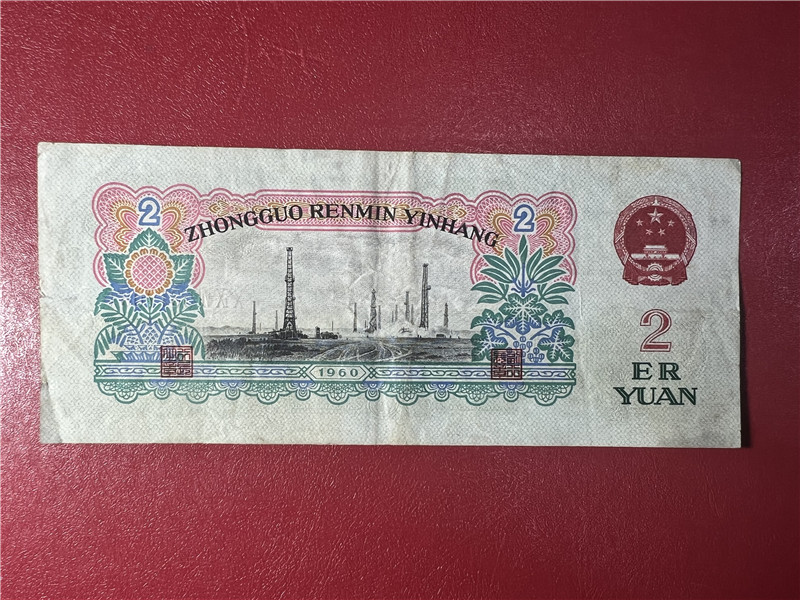 2
2
ZHONGGUO RENMIN YINHANG
1960
2
ER
YUAN